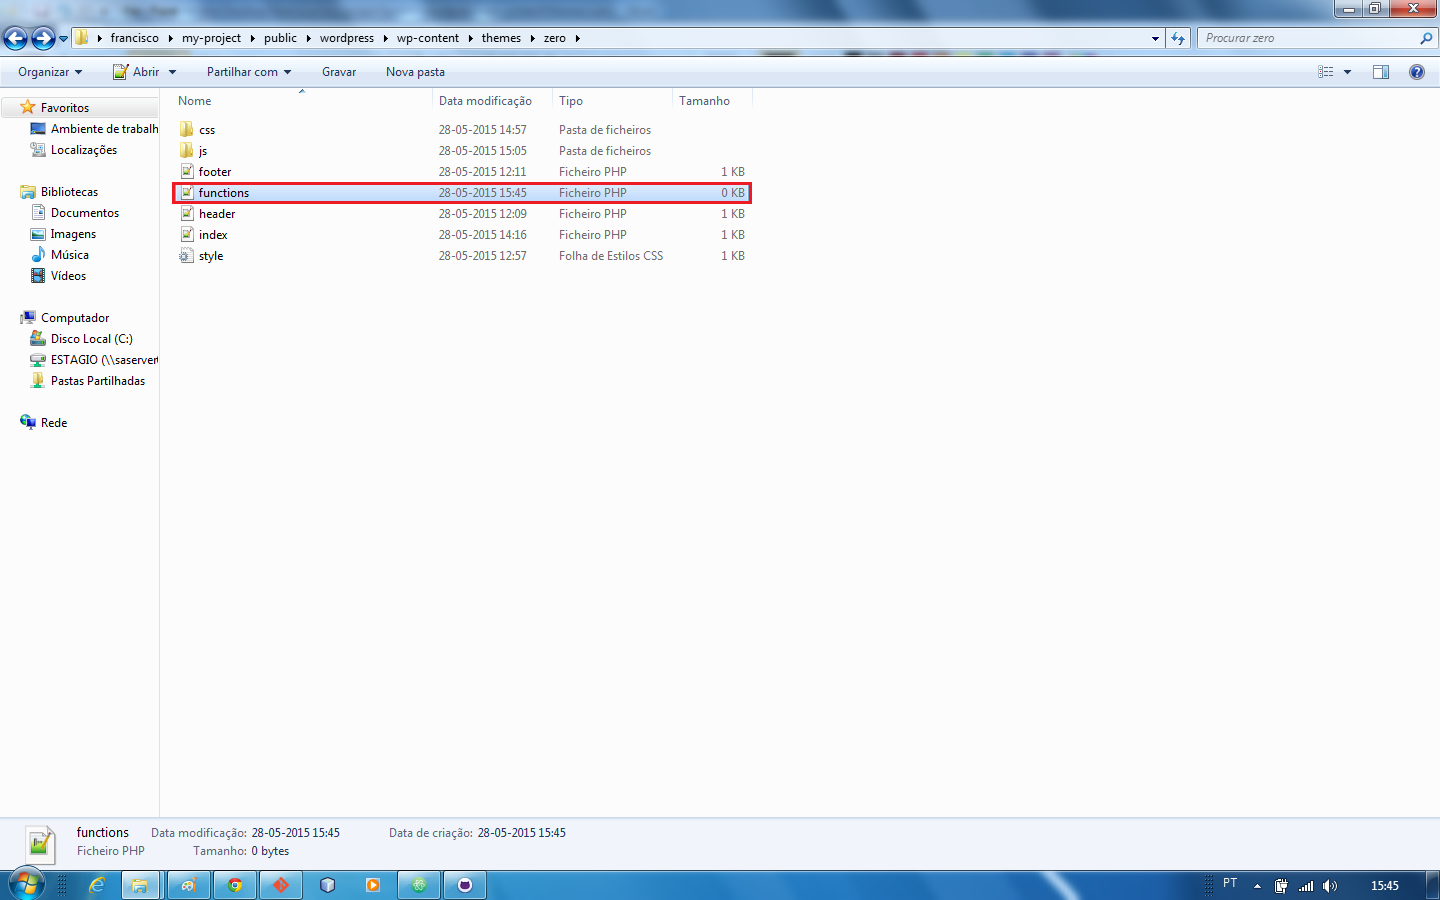 francisco my-project public wordpress wp-content themes zero
Procurar zero
Organizar Abrir Partilhar com Gravar Nova pasta
Nome Data modificação Tipo Tamanho
Favoritos
Ambiente de trabalh
Localizações
Bibliotecas
Documentos
Imagens
Música
Vídeos
Computador
Disco Local (C:)
ESTAGIO (\\saservert
Pastas Partilhadas
Rede
css 28-05-2015 14:57 Pasta de ficheiros
js 28-05-2015 15:05 Pasta de ficheiros
footer 28-05-2015 12:11 Ficheiro PHP 1 KB
functions 28-05-2015 15:45 Ficheiro PHP 0 KB
header 28-05-2015 12:09 Ficheiro PHP 1 KB
index 28-05-2015 14:16 Ficheiro PHP 1 KB
style 28-05-2015 12:57 Folha de Estilos CSS 1 KB
functions Data modificação: 28-05-2015 15:45 Data de criação: 28-05-2015 15:45
Ficheiro PHP Tamanho: 0 bytes
PT 15:45